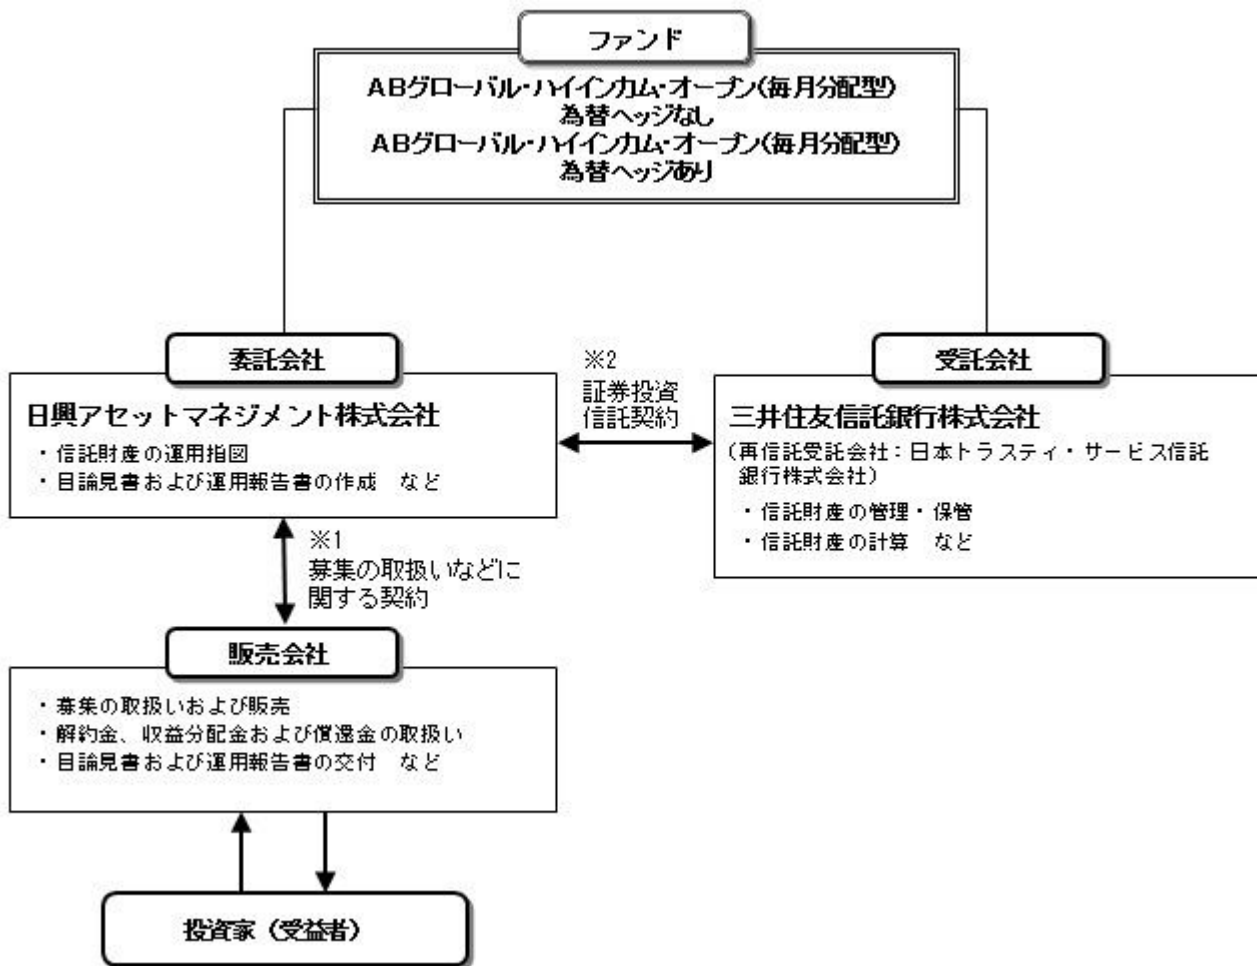 ファンド
ABグローバル・ハイインカム・オープン(毎月分配型)
為替ヘッジなし
ABグローバル・ハイインカム・オープン(毎月分配型)
為替ヘッジあり
委託会社
日興アセットマネジメント株式会社
・信託財産の運用指図
・目論見書および運用報告書の作成　など
※2
証券投資
信託契約
受託会社
三井住友信託銀行株式会社
(再信託受託会社：日本トラスティ・サービス信託
銀行株式会社)
・信託財産の管理・保管
・信託財産の計算　など
※1
募集の取扱いなどに
関する契約
販売会社
・募集の取扱いおよび販売
・解約金、収益分配金および償還金の取扱い
・目論見書および運用報告書の交付　など
投資家（受益者）